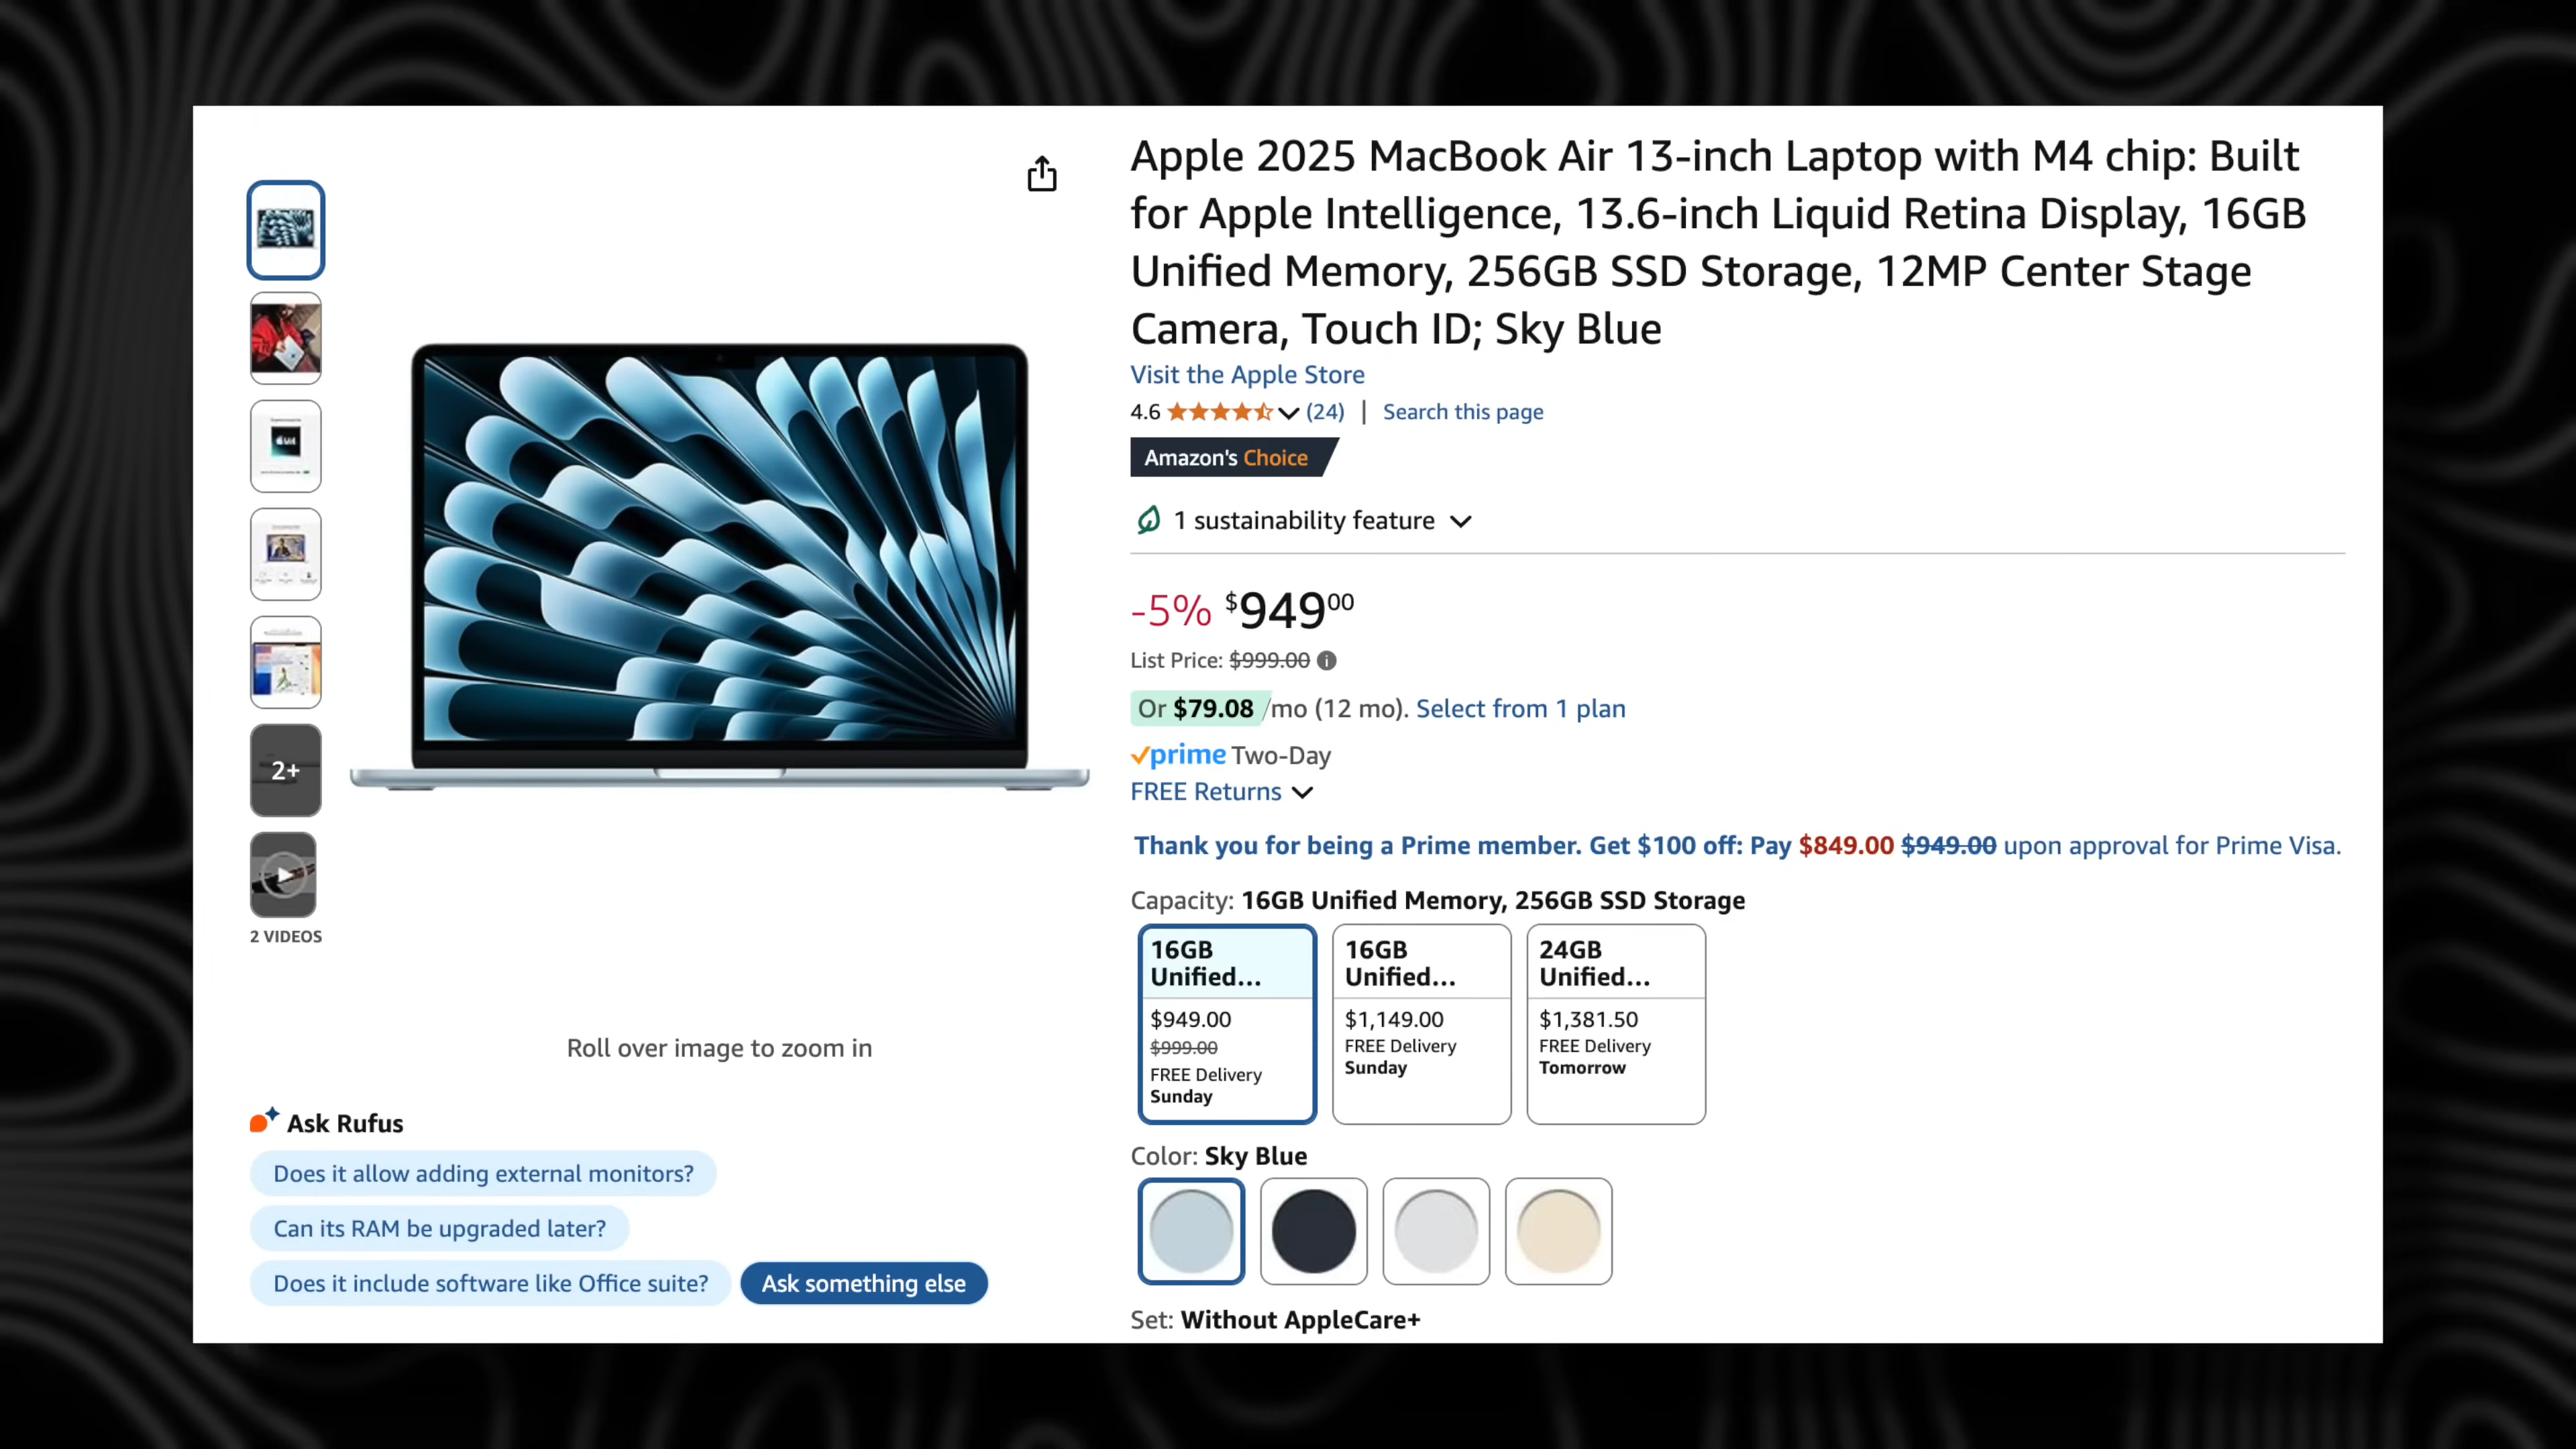 Apple 2025 MacBook Air 13-inch Laptop with M4 chip: Built
for Apple Intelligence, 13.6-inch Liquid Retina Display, 16GB
Unified Memory, 256GB SSD Storage, 12MP Center Stage
Camera, Touch ID; Sky Blue
Visit the Apple Store
4.6 (24) | Search this page
Amazon's Choice
1 sustainability feature
-5% $949 00
List Price: $999.00
Or $79.08 /mo (12 mo). Select from 1 plan
prime Two-Day
FREE Returns
Thank you for being a Prime member. Get $100 off: Pay $849.00 $949.00 upon approval for Prime Visa.
Capacity: 16GB Unified Memory, 256GB SSD Storage
16GB
Unified...
$949.00
$999.00
FREE Delivery
Sunday
16GB
Unified...
$1,149.00
FREE Delivery
Sunday
24GB
Unified...
$1,381.50
FREE Delivery
Tomorrow
Color: Sky Blue
Set: Without AppleCare+
2+
2 VIDEOS
Roll over image to zoom in
Ask Rufus
Does it allow adding external monitors?
Can its RAM be upgraded later?
Does it include software like Office suite?
Ask something else